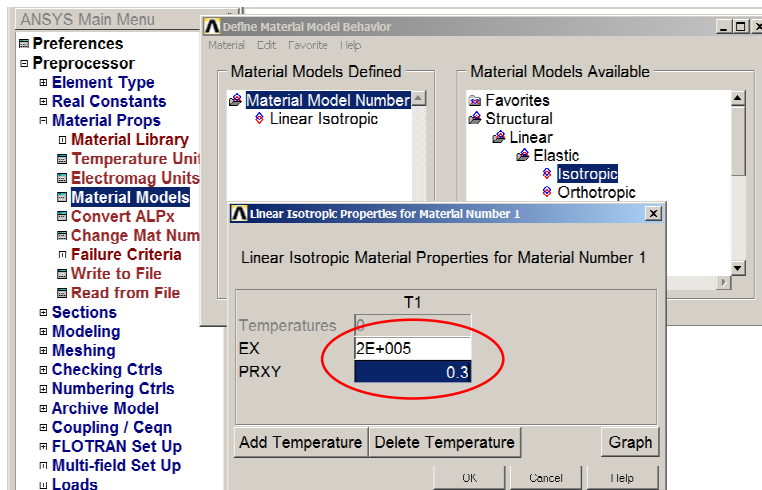 ANSYS Main Menu
Preferences
Preprocessor
Element Type
Real Constants
Material Props
Material Library
Temperature Uni
Electromag Units
Material Models
Convert ALPx
Change Mat Num
Failure Criteria
Write to File
Read from File
Sections
Modeling
Meshing
Checking Ctrls
Numbering Ctrls
Archive Model
Coupling / Ceqn
FLOTRAN Set Up
Multi-field Set Up
Loads
Define Material Model Behavior
Material Edit Favorite Help
Material Models Defined
Material Model Number
Linear Isotropic
Material Models Available
Favorites
Structural
Linear
Elastic
Isotropic
Orthotropic
Linear Isotropic Properties for Material Number 1
Linear Isotropic Material Properties for Material Number 1
T1
Temperatures 0
EX 2E+005
PRXY 0.3
Add Temperature Delete Temperature Graph
OK Cancel Help